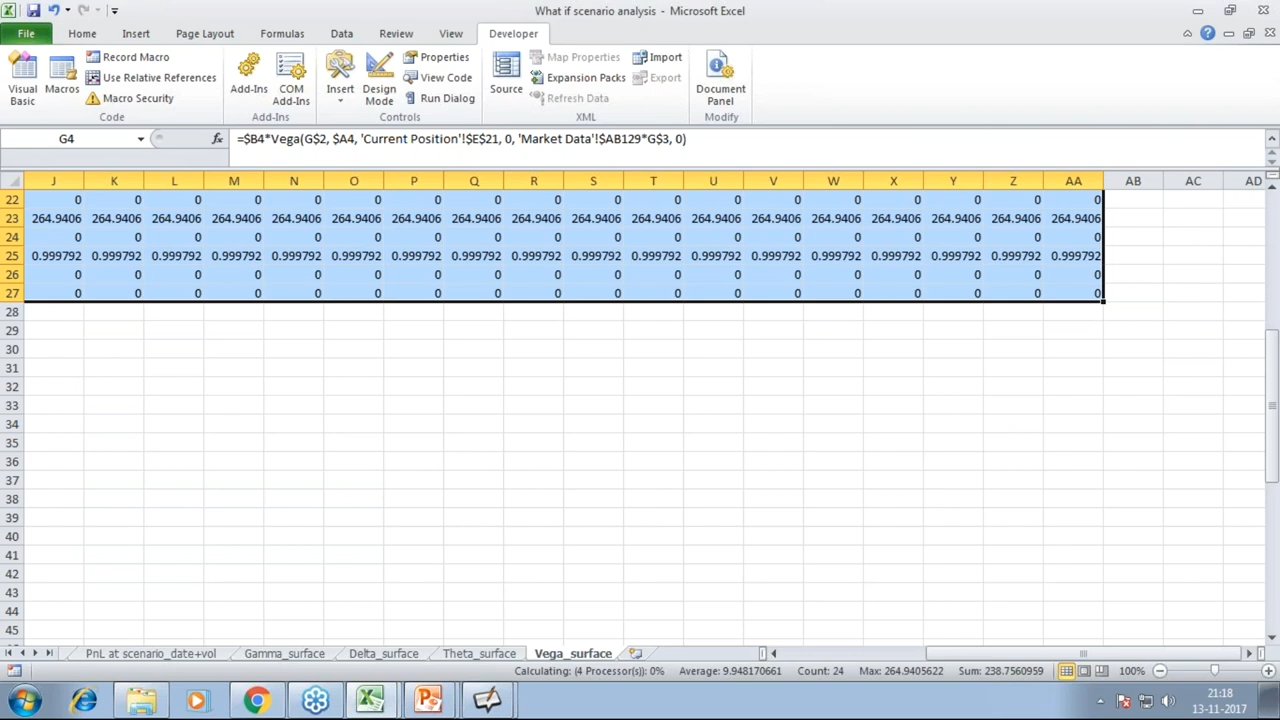 What if scenario analysis - Microsoft Excel
File Home Insert Page Layout Formulas Data Review View Developer
Visual Basic
Macros
Record Macro
Use Relative References
Macro Security
Code
Add-Ins
COM Add-Ins
Add-Ins
Insert
Design Mode
Properties
View Code
Run Dialog
Controls
Source
Map Properties
Expansion Packs
Refresh Data
Import
Export
XML
Document Panel
Modify
G4 fx =$B4*Vega(G$2, $A4, 'Current Position'!$E$21, 0, 'Market Data'!$AB129*G$3, 0)
J K L M N O P Q R S T U V W X Y Z AA AB AC AD
22 0 0 0 0 0 0 0 0 0 0 0 0 0 0 0 0 0 0
23 264.9406 264.9406 264.9406 264.9406 264.9406 264.9406 264.9406 264.9406 264.9406 264.9406 264.9406 264.9406 264.9406 264.9406 264.9406 264.9406 264.9406 264.9406
24 0 0 0 0 0 0 0 0 0 0 0 0 0 0 0 0 0 0
25 0.999792 0.999792 0.999792 0.999792 0.999792 0.999792 0.999792 0.999792 0.999792 0.999792 0.999792 0.999792 0.999792 0.999792 0.999792 0.999792 0.999792 0.999792
26 0 0 0 0 0 0 0 0 0 0 0 0 0 0 0 0 0 0
27 0 0 0 0 0 0 0 0 0 0 0 0 0 0 0 0 0 0
28
29
30
31
32
33
34
35
36
37
38
39
40
41
42
43
44
45
PnL at scenario_date+vol Gamma_surface Delta_surface Theta_surface Vega_surface
Calculating: (4 Processor(s)): 0% Average: 9.948170661 Count: 24 Max: 264.9405622 Sum: 238.7560959 100%
21:18
13-11-2017